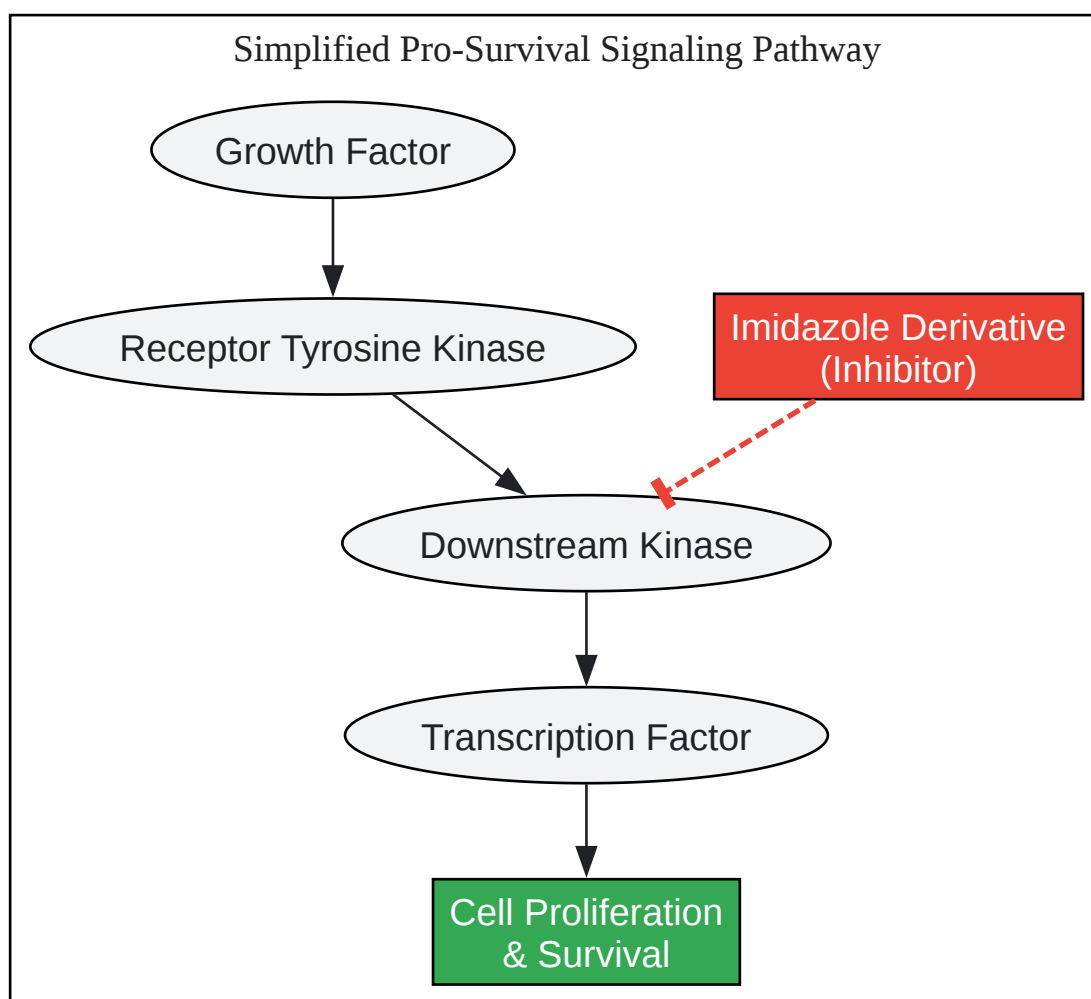 Simplified Pro-Survival Signaling Pathway
Growth Factor
Receptor Tyrosine Kinase
Imidazole Derivative
(Inhibitor)
Downstream Kinase
Transcription Factor
Cell Proliferation
& Survival